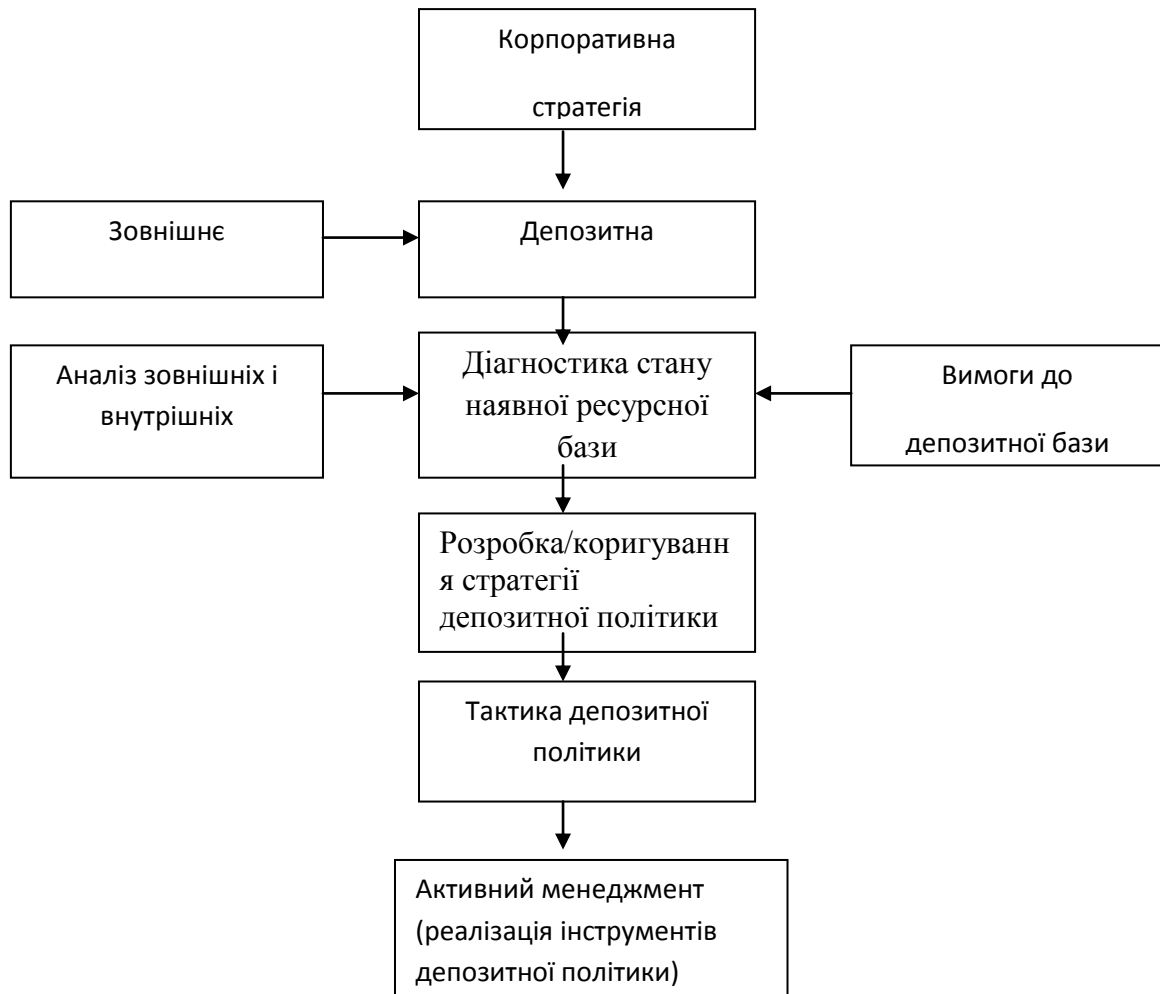 Корпоративна
стратегія
Зовнішнє
Депозитна
Аналіз зовнішніх і
внутрішніх
Діагностика стану
наявної ресурсної
бази
Вимоги до
депозитної бази
Розробка/коригуванн
я стратегії
депозитної політики
Тактика депозитної
політики
Активний менеджмент
(реалізація інструментів
депозитної політики)